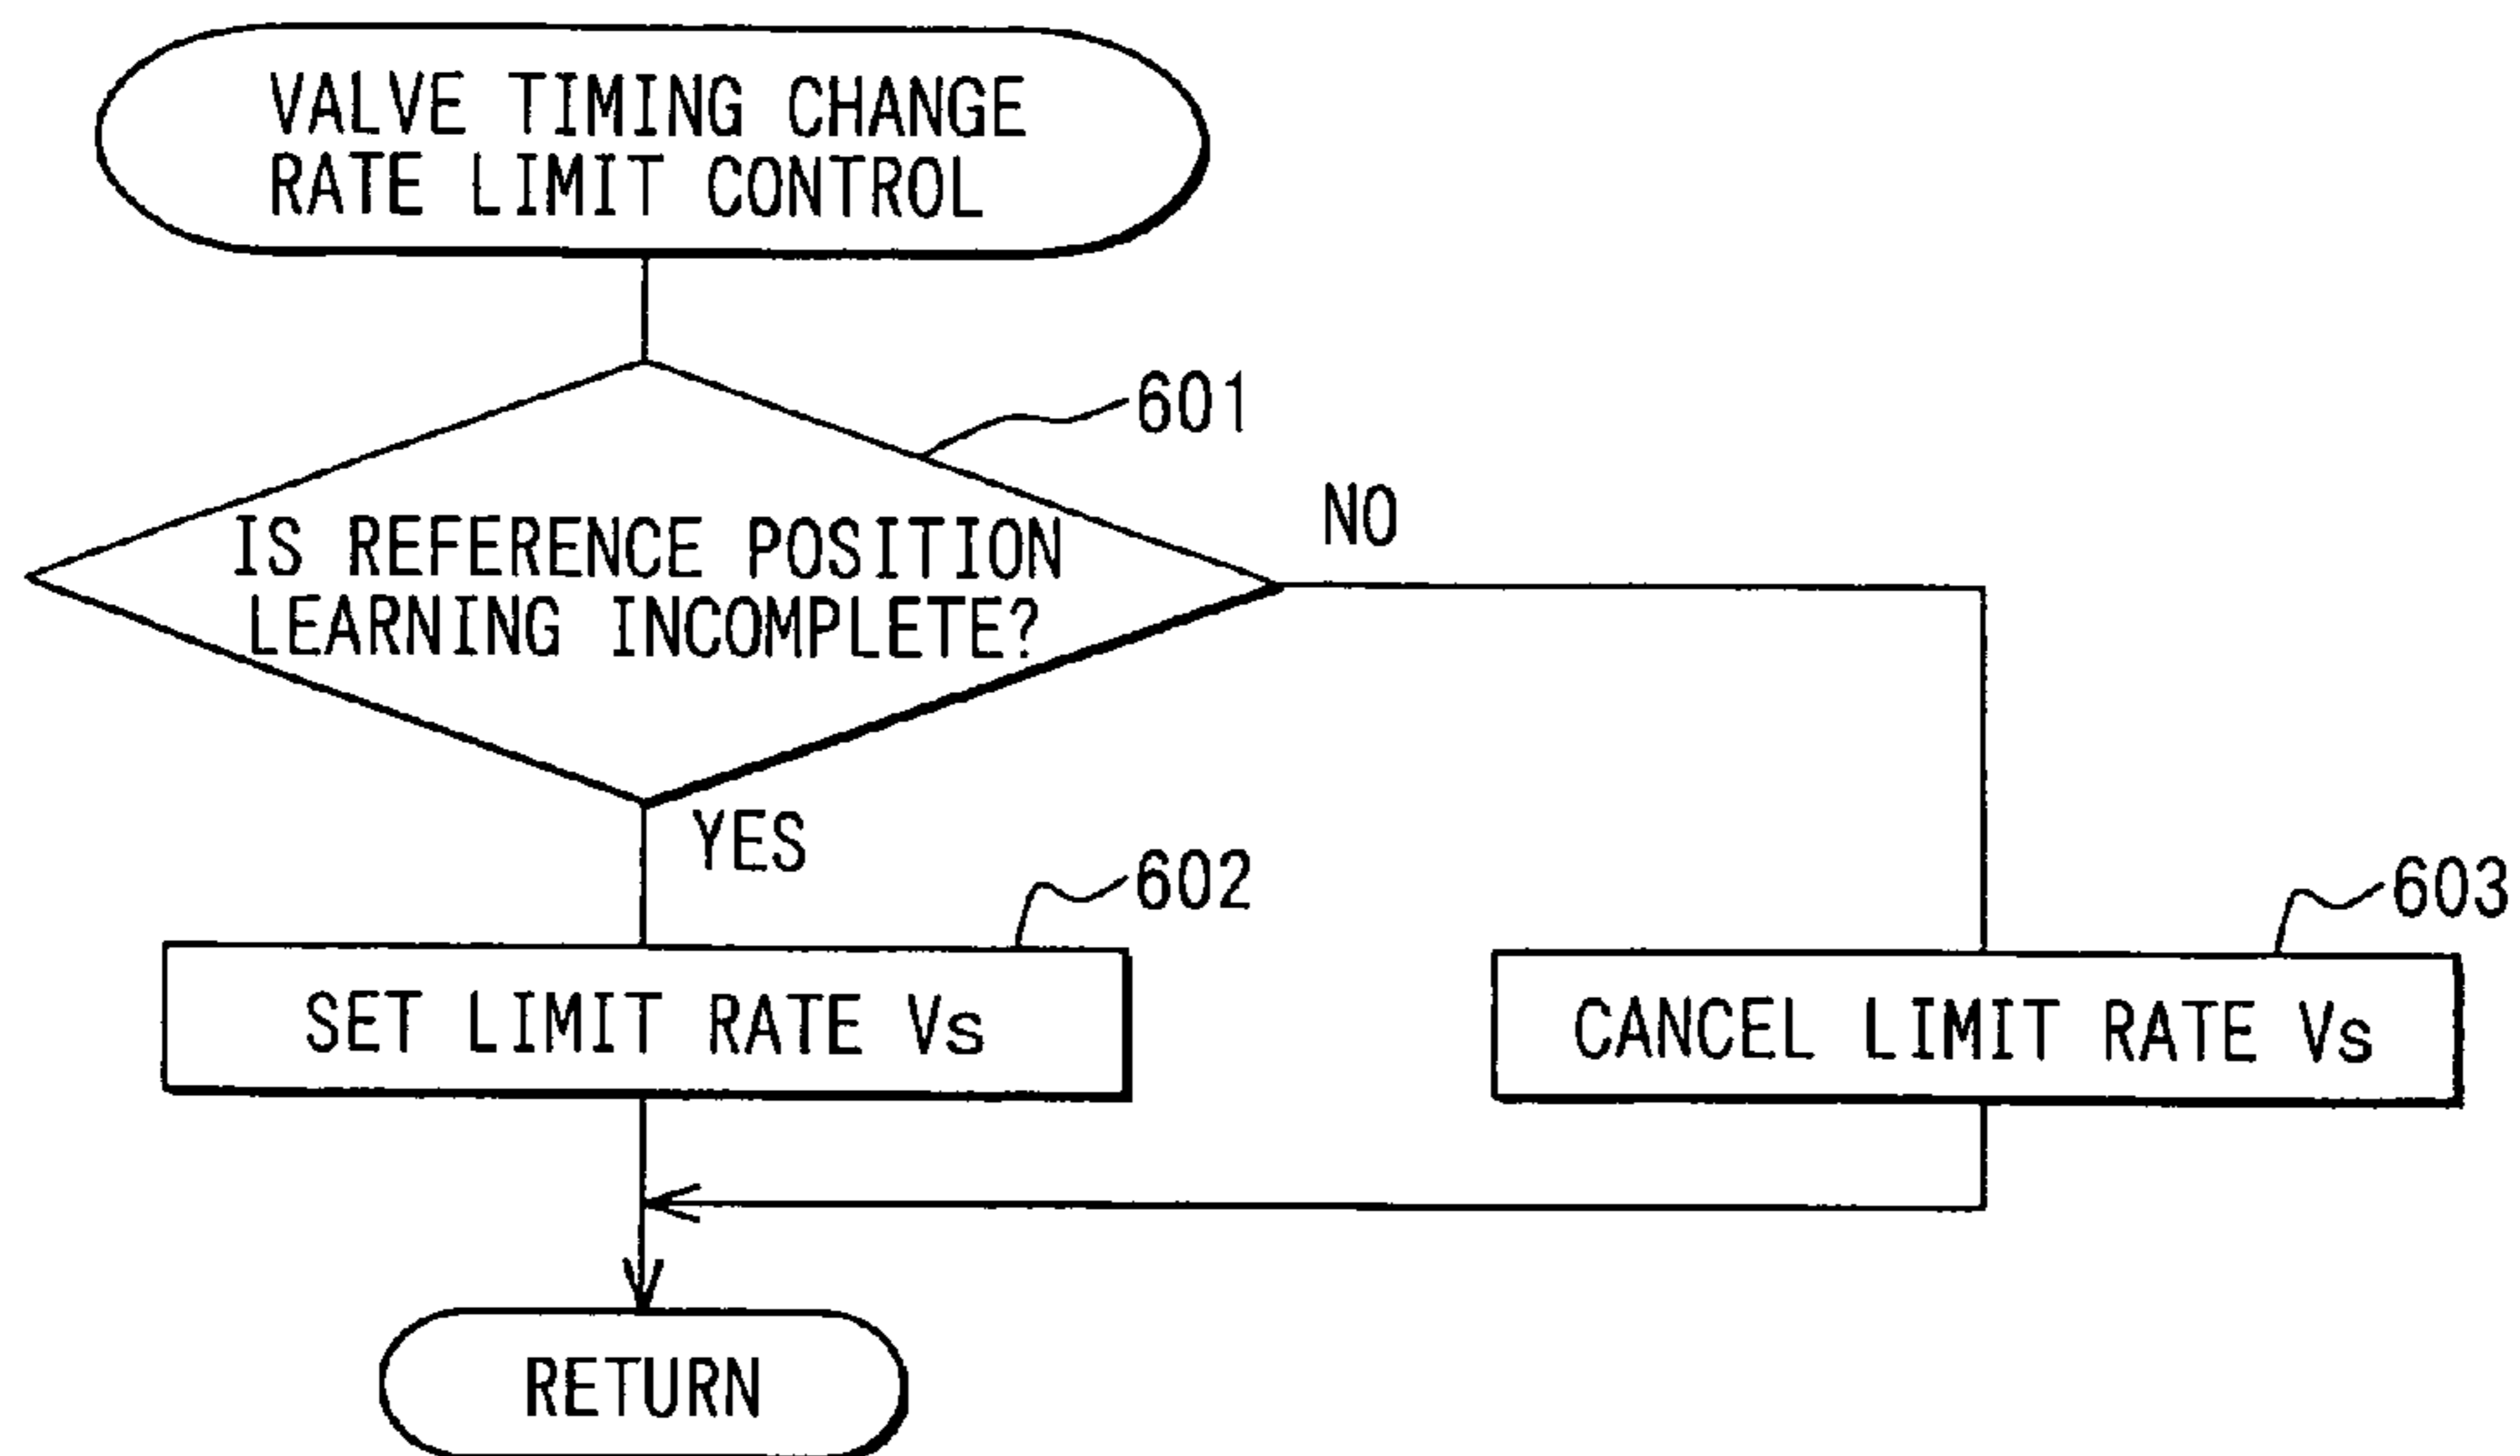 VALVE TIMING CHANGE
RATE LIMIT CONTROL
601
IS REFERENCE POSITION
LEARNING INCOMPLETE?
NO
YES
602
SET LIMIT RATE Vs
603
CANCEL LIMIT RATE Vs
RETURN